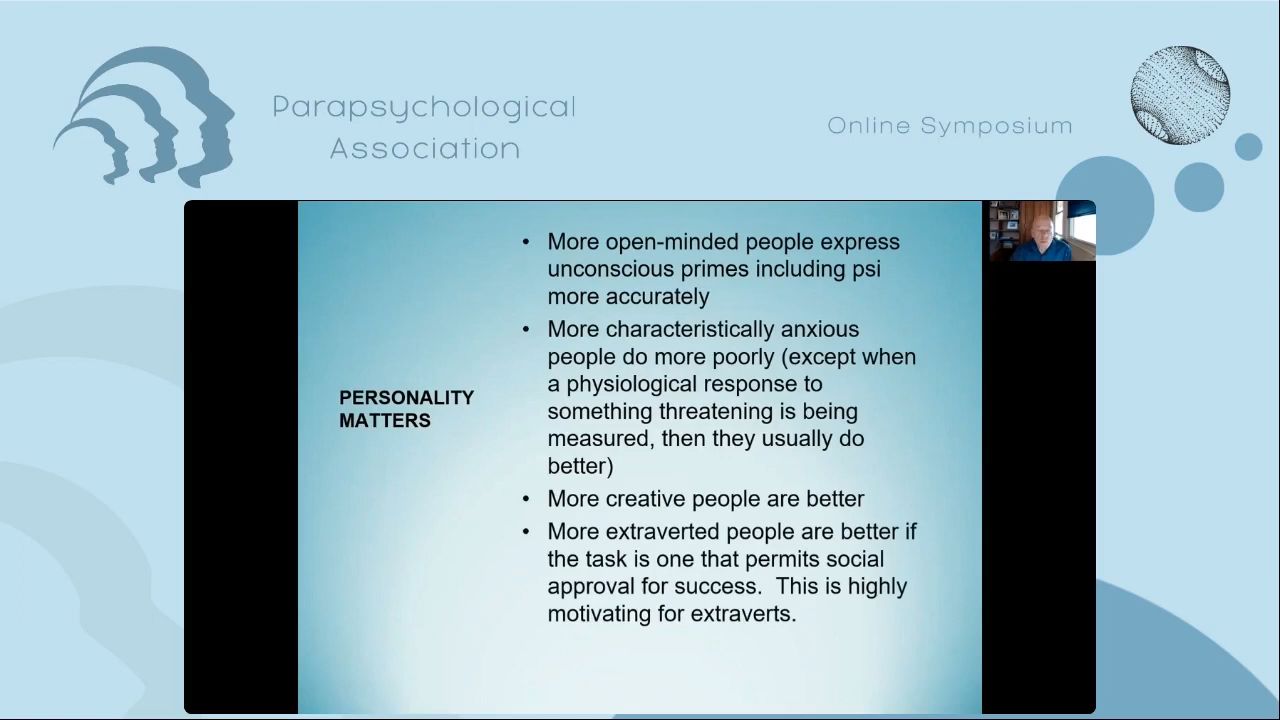 Parapsychological
Association
Online Symposium
PERSONALITY
MATTERS
• More open-minded people express
unconscious primes including psi
more accurately
• More characteristically anxious
people do more poorly (except when
a physiological response to
something threatening is being
measured, then they usually do
better)
• More creative people are better
• More extraverted people are better if
the task is one that permits social
approval for success.  This is highly
motivating for extraverts.